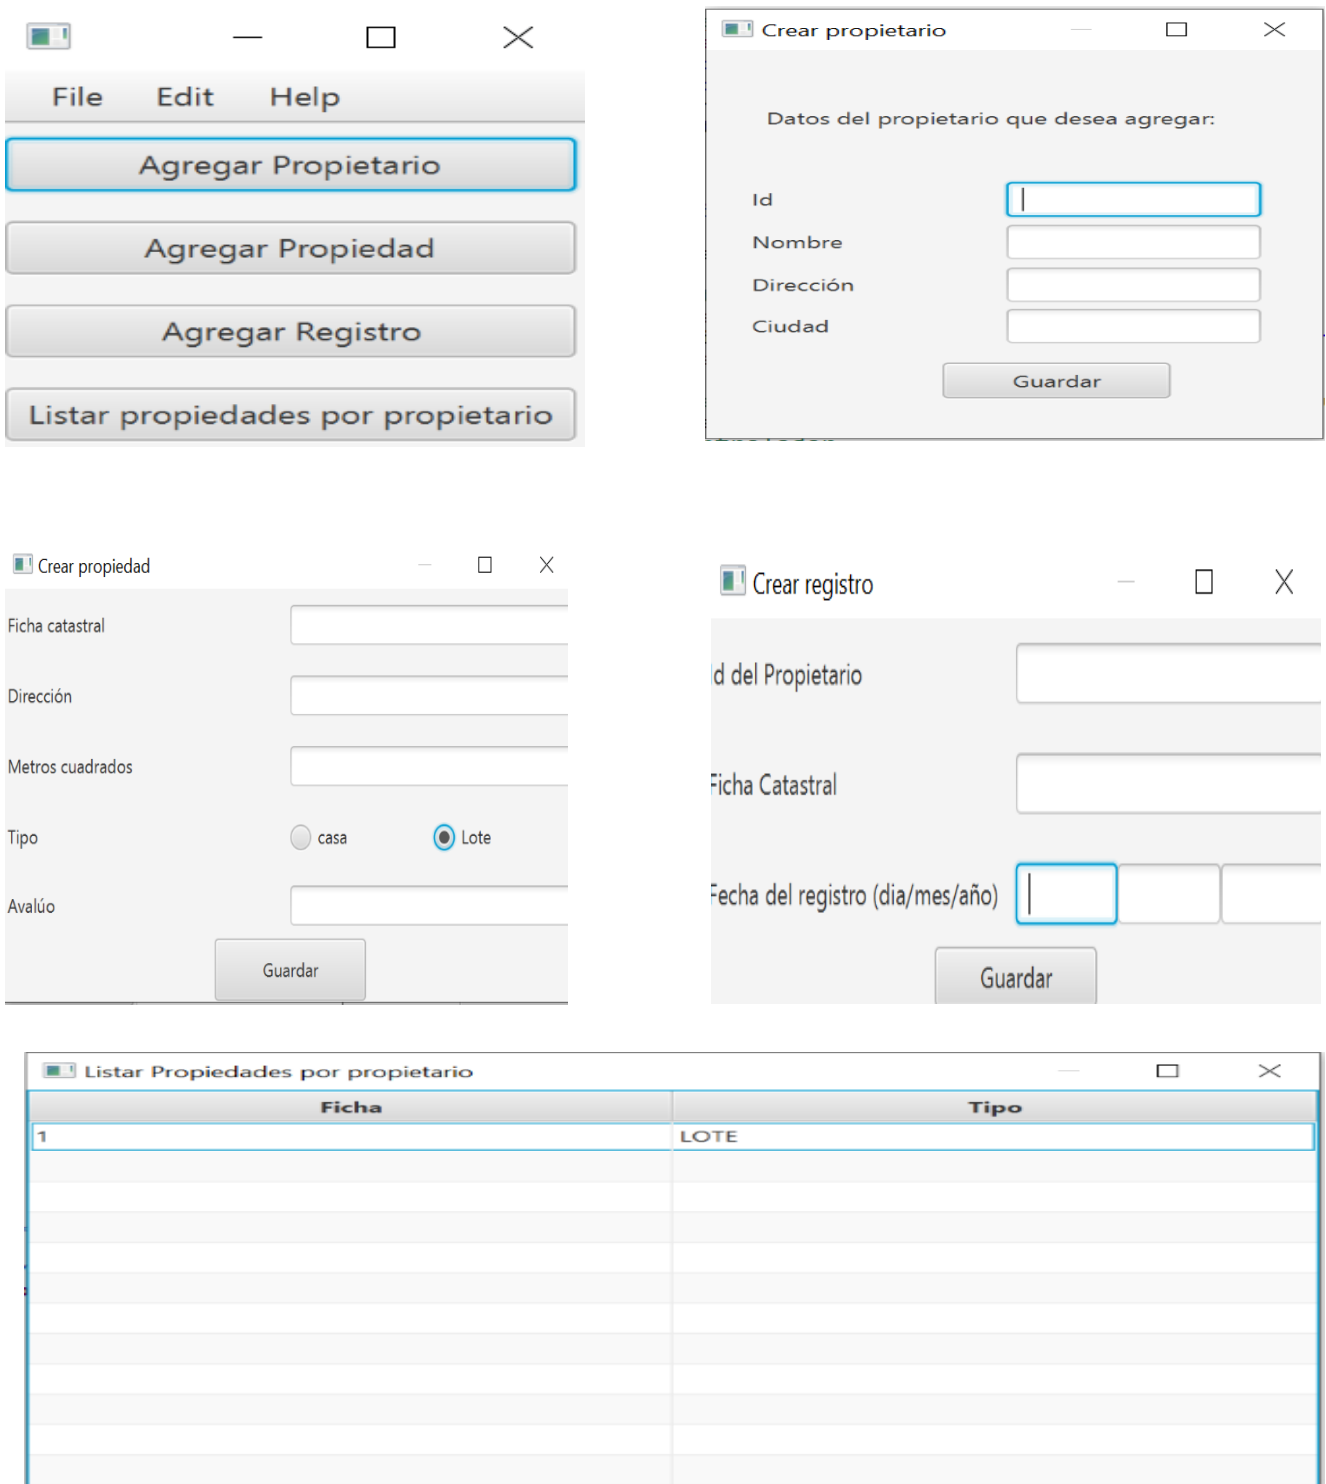 File Edit Help
Agregar Propietario
Agregar Propiedad
Agregar Registro
Listar propiedades por propietario
Crear propietario
Datos del propietario que desea agregar:
Id
Nombre
Dirección
Ciudad
Guardar
Crear propiedad
Ficha catastral
Dirección
Metros cuadrados
Tipo casa Lote
Avalúo
Guardar
Crear registro
Id del Propietario
Ficha Catastral
Fecha del registro (dia/mes/año)
Guardar
Listar Propiedades por propietario
Ficha Tipo
1 LOTE